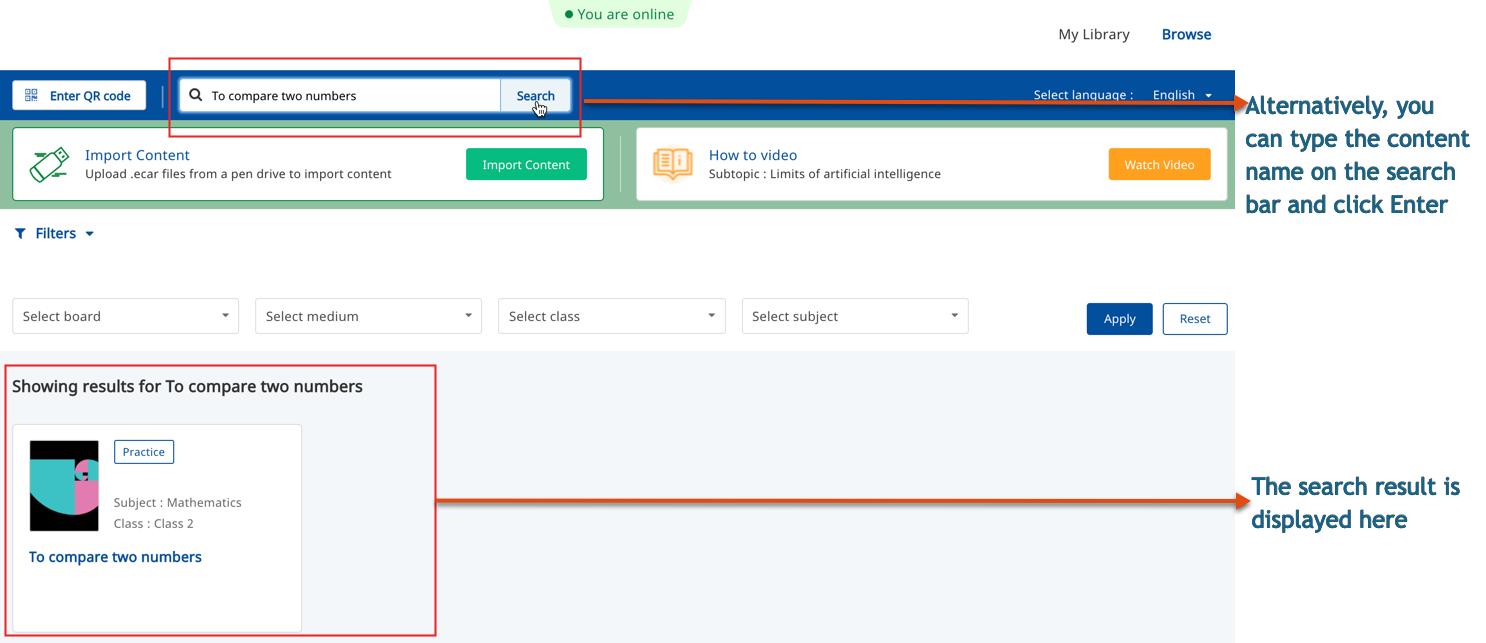 You are online
My Library Browse
Enter QR code
To compare two numbers Search
Select language : English
Alternatively, you
can type the content
name on the search
bar and click Enter
Import Content
Upload .ecar files from a pen drive to import content
Import Content
How to video
Subtopic : Limits of artificial intelligence
Watch Video
Filters
Select board Select medium Select class Select subject
Apply Reset
Showing results for To compare two numbers
Practice
Subject : Mathematics
Class : Class 2
To compare two numbers
The search result is
displayed here